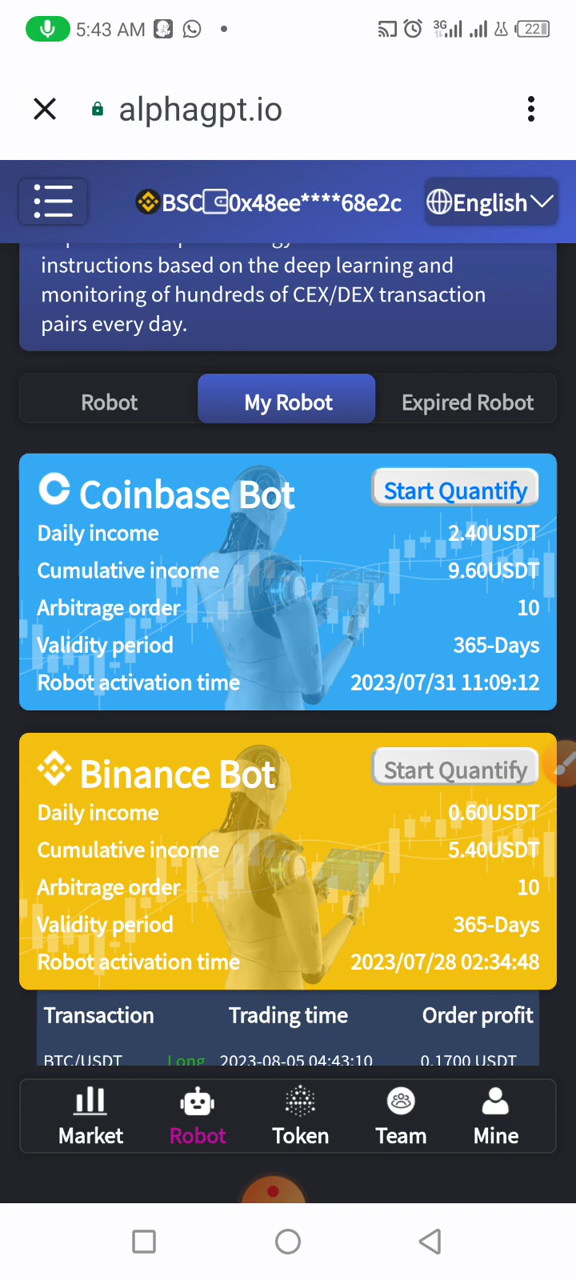 5:43 AM 3G 22
alphagpt.io
BSC 0x48ee****68e2c English
instructions based on the deep learning and
monitoring of hundreds of CEX/DEX transaction
pairs every day.
Robot My Robot Expired Robot
Coinbase Bot Start Quantify
Daily income 2.40USDT
Cumulative income 9.60USDT
Arbitrage order 10
Validity period 365-Days
Robot activation time 2023/07/31 11:09:12
Binance Bot Start Quantify
Daily income 0.60USDT
Cumulative income 5.40USDT
Arbitrage order 10
Validity period 365-Days
Robot activation time 2023/07/28 02:34:48
Transaction Trading time Order profit
BTC/USDT Long 2023-08-05 04:43:10 0.1700 USDT
Market Robot Token Team Mine